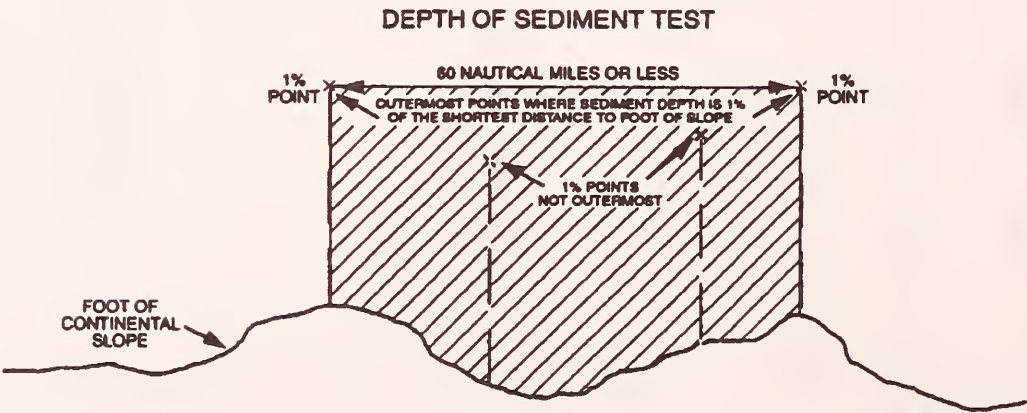 DEPTH OF SEDIMENT TEST
1%
POINT
60 NAUTICAL MILES OR LESS
1%
POINT
OUTERMOST POINTS WHERE SEDIMENT DEPTH IS 1%
OF THE SHORTEST DISTANCE TO FOOT OF SLOPE
1% POINTS
NOT OUTERMOST
FOOT OF
CONTINENTAL
SLOPE